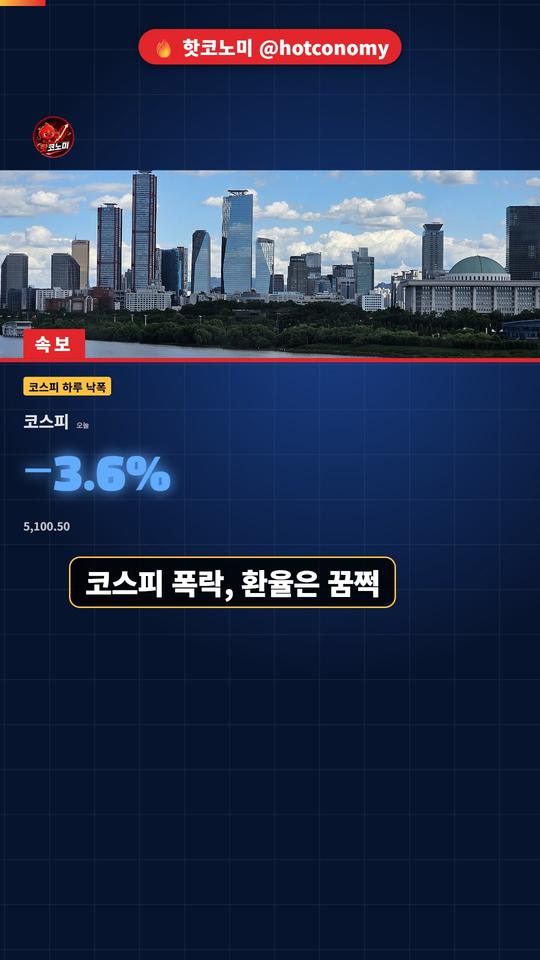 핫코노미 @hotconomy
핫코노미
속보
코스피 하루 낙폭
코스피 오늘
−3.6%
5,100.50
코스피 폭락, 환율은 꿈쩍